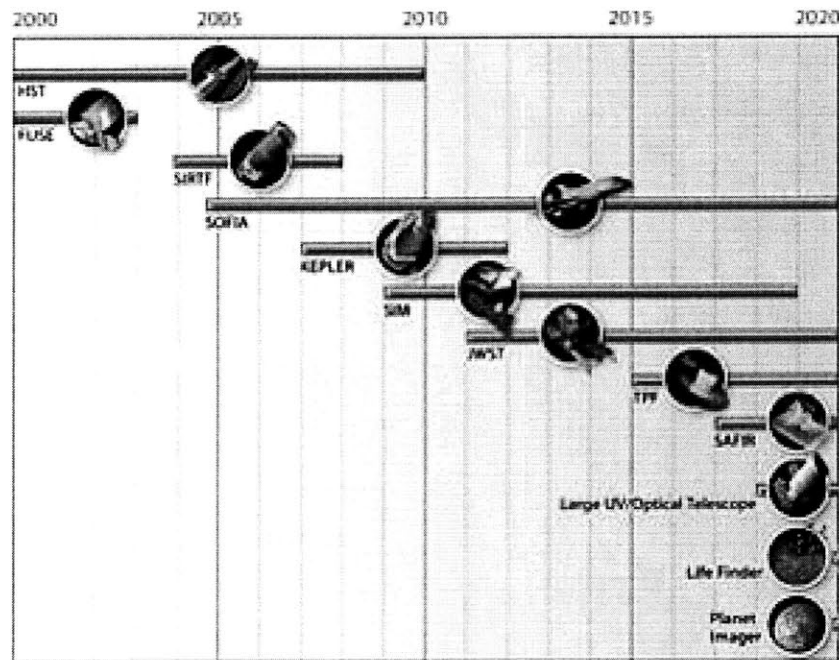 2000 2005 2010 2015 2020
HST
FUSE
SIRTF
SOFIA
KEPLER
SIM
JWST
TPF
SAFIR
Large UV/Optical Telescope
Life Finder
Planet
Imager